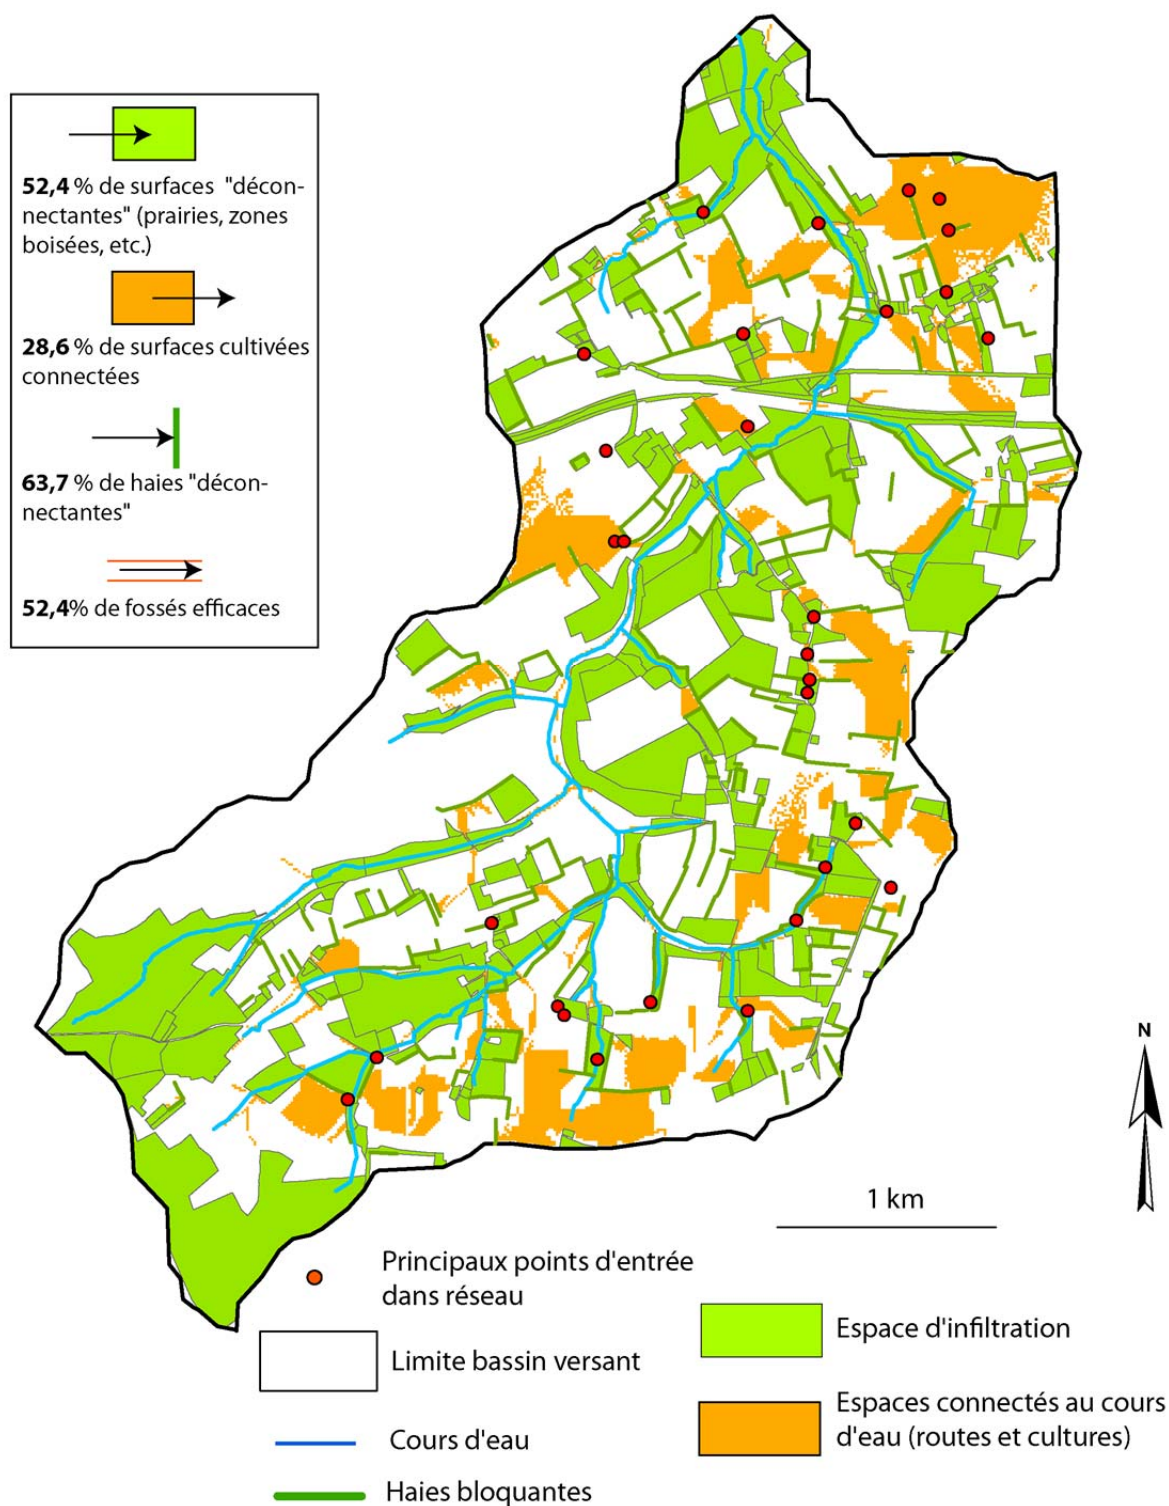 52,4 % de surfaces "décon-
nectantes" (prairies, zones
boisées, etc.)
28,6 % de surfaces cultivées
connectées
63,7 % de haies "décon-
nectantes"
52,4% de fossés efficaces
N
1 km
Principaux points d'entrée
dans réseau
Limite bassin versant
Cours d'eau
Haies bloquantes
Espace d'infiltration
Espaces connectés au cours
d'eau (routes et cultures)